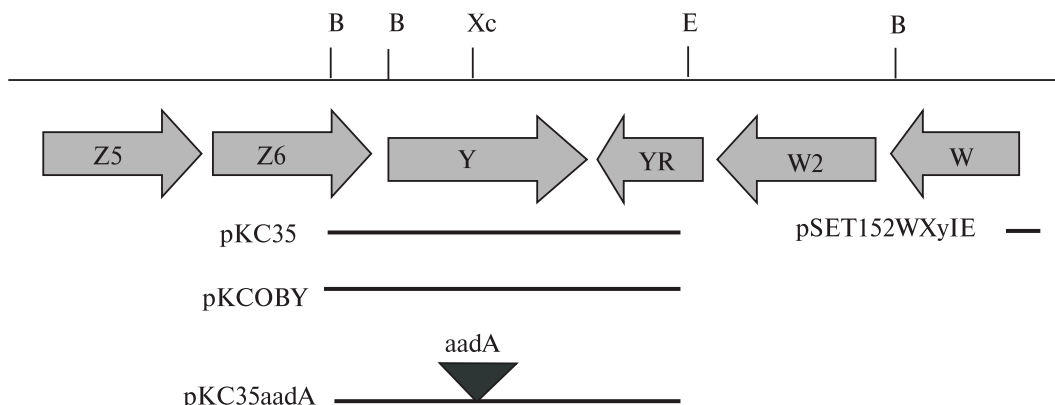 B B Xc E B
Z5 Z6 Y YR W2 W
pKC35 pSET152WXyIE
pKCOBY
aadA
pKC35aadA